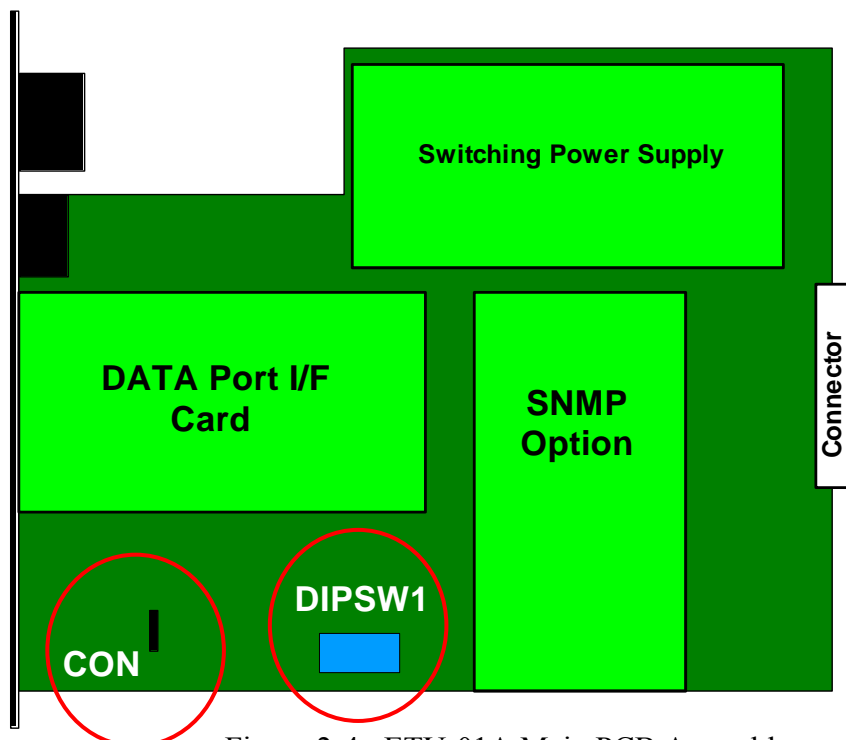 Switching Power Supply
DATA Port I/F
Card
SNMP
Option
Connector
DIPSW1
CON